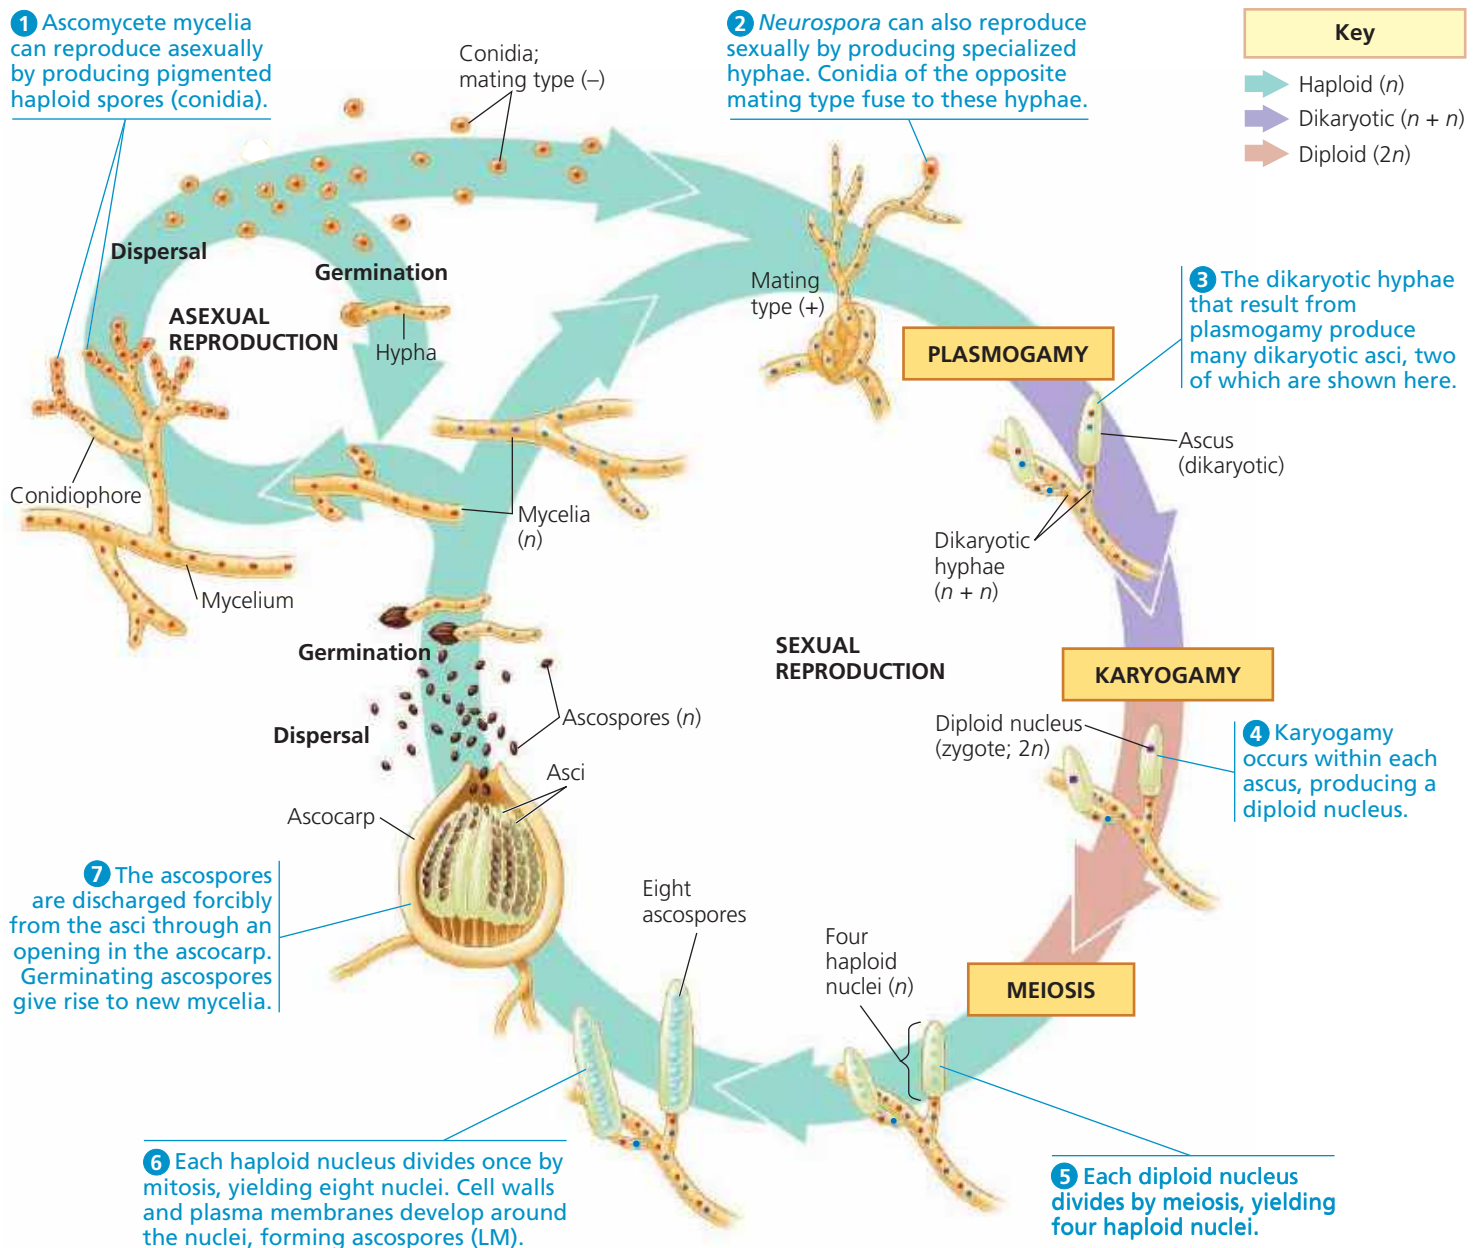 1 Ascomycete mycelia
can reproduce asexually
by producing pigmented
haploid spores (conidia).
Conidia;
mating type (–)
2 Neurospora can also reproduce
sexually by producing specialized
hyphae. Conidia of the opposite
mating type fuse to these hyphae.
Key
Haploid (n)
Dikaryotic (n + n)
Diploid (2n)
Dispersal
Germination
ASEXUAL
REPRODUCTION
Hypha
Mating
type (+)
PLASMOGAMY
3 The dikaryotic hyphae
that result from
plasmogamy produce
many dikaryotic asci, two
of which are shown here.
Ascus
(dikaryotic)
Conidiophore
Mycelia
(n)
Dikaryotic
hyphae
(n + n)
Mycelium
Germination
SEXUAL
REPRODUCTION
KARYOGAMY
Dispersal
Ascospores (n)
Diploid nucleus
(zygote; 2n)
4 Karyogamy
occurs within each
ascus, producing a
diploid nucleus.
Asci
Ascocarp
7 The ascospores
are discharged forcibly
from the asci through an
opening in the ascocarp.
Germinating ascospores
give rise to new mycelia.
Eight
ascospores
Four
haploid
nuclei (n)
MEIOSIS
6 Each haploid nucleus divides once by
mitosis, yielding eight nuclei. Cell walls
and plasma membranes develop around
the nuclei, forming ascospores (LM).
5 Each diploid nucleus
divides by meiosis, yielding
four haploid nuclei.